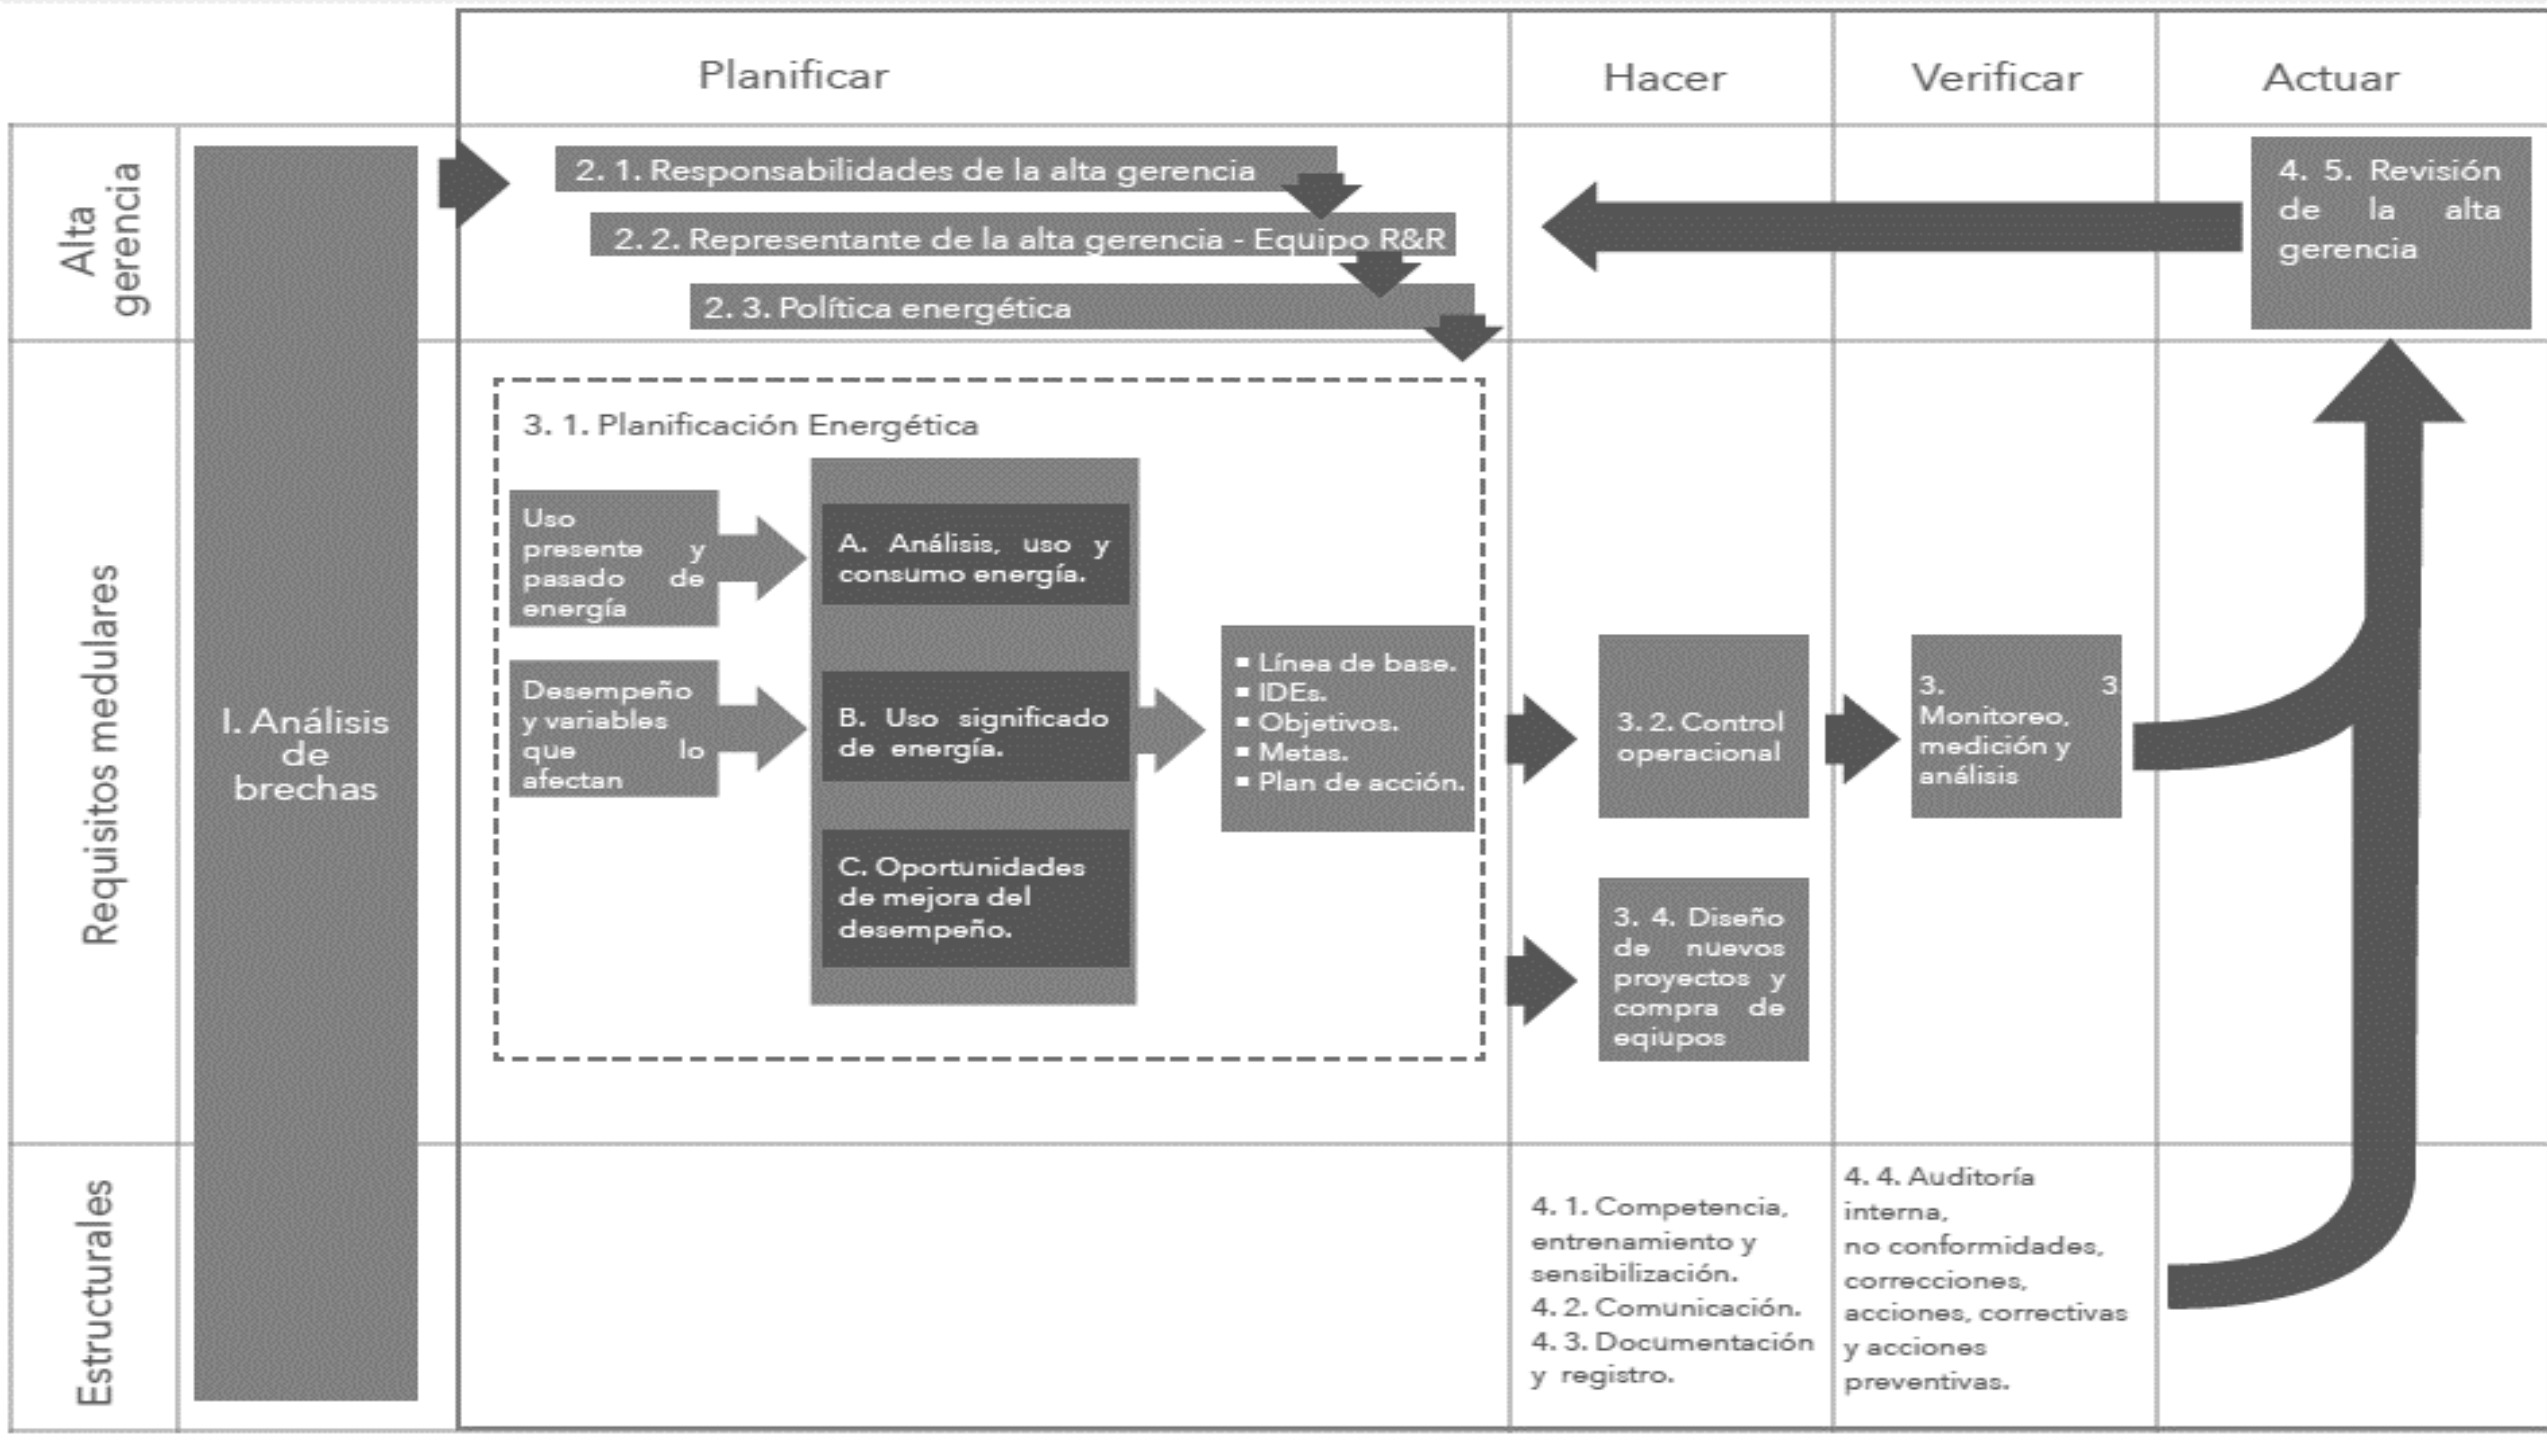 Planificar
Hacer
Verificar
Actuar
Alta
gerencia
2. 1. Responsabilidades de la alta gerencia
2. 2. Representante de la alta gerencia - Equipo R&R
2. 3. Política energética
4. 5. Revisión
de la alta
gerencia
Requisitos medulares
I. Análisis
de
brechas
3. 1. Planificación Energética
Uso
presente y
pasado de
energía
Desempeño
y variables
que lo
afectan
A. Análisis, uso y
consumo energía.
B. Uso significado
de energía.
C. Oportunidades
de mejora del
desempeño.
▪ Línea de base.
▪ IDEs.
▪ Objetivos.
▪ Metas.
▪ Plan de acción.
3. 2. Control
operacional
3. 4. Diseño
de nuevos
proyectos y
compra de
eqiupos
3. 3.
Monitoreo,
medición y
análisis
Estructurales
4. 1. Competencia,
entrenamiento y
sensibilización.
4. 2. Comunicación.
4. 3. Documentación
y registro.
4. 4. Auditoría
interna,
no conformidades,
correcciones,
acciones, correctivas
y acciones
preventivas.